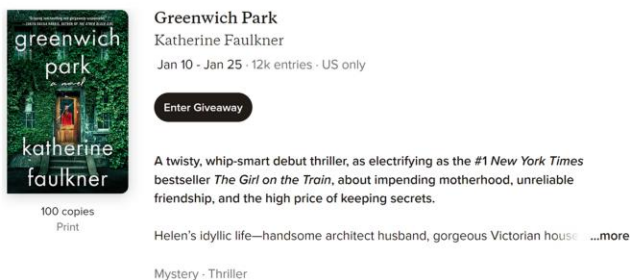 greenwich
park
a novel
katherine
faulkner
100 copies
Print
Greenwich Park
Katherine Faulkner
Jan 10 - Jan 25 · 12k entries · US only
Enter Giveaway
A twisty, whip-smart debut thriller, as electrifying as the #1 New York Times
bestseller The Girl on the Train, about impending motherhood, unreliable
friendship, and the high price of keeping secrets.
Helen's idyllic life—handsome architect husband, gorgeous Victorian house ...more
Mystery · Thriller